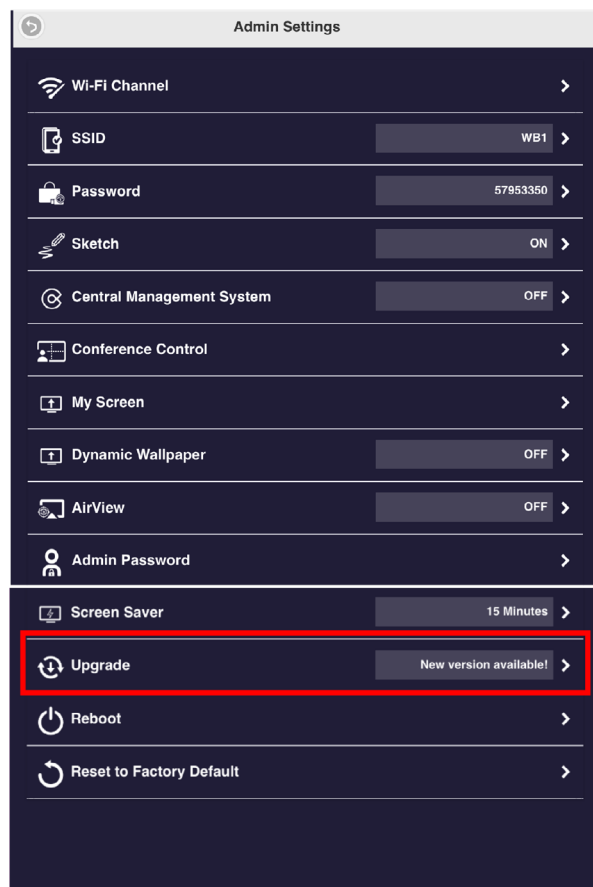 Admin Settings
Wi-Fi Channel
SSID WB1
Password 57953350
Sketch ON
Central Management System OFF
Conference Control
My Screen
Dynamic Wallpaper OFF
AirView OFF
Admin Password
Screen Saver 15 Minutes
Upgrade New version available!
Reboot
Reset to Factory Default